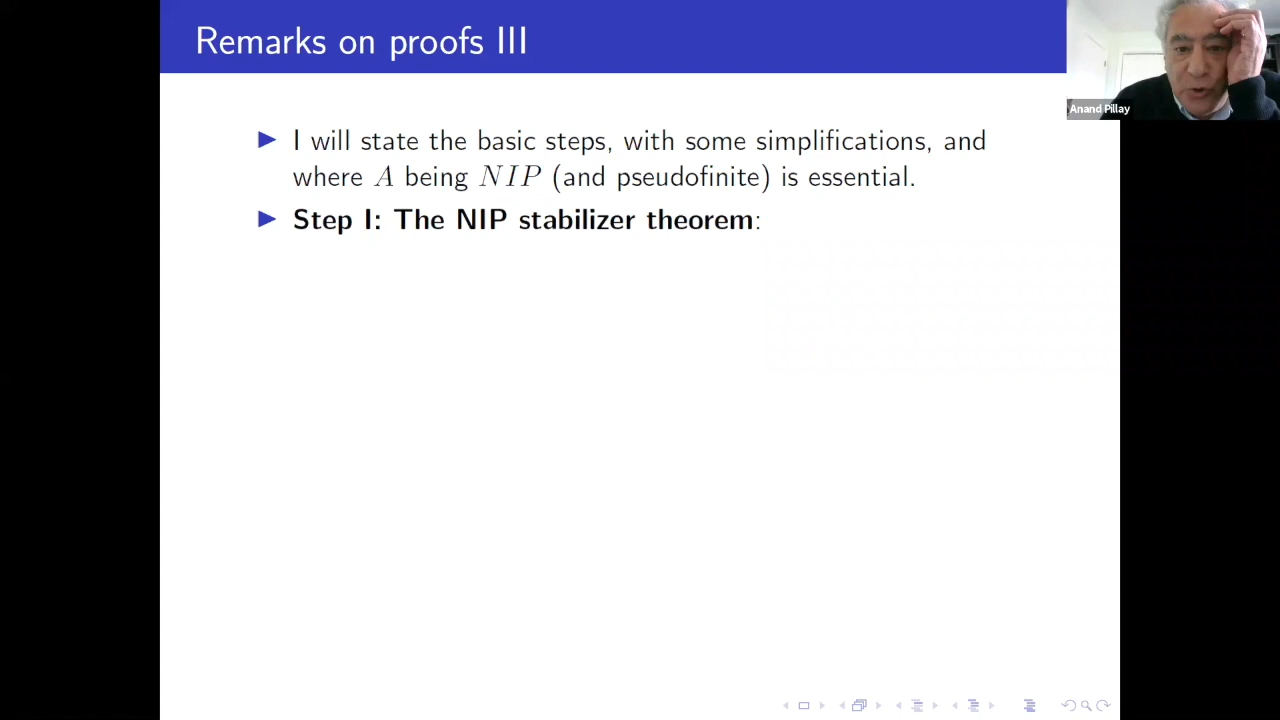 Remarks on proofs III
Anand Pillay
I will state the basic steps, with some simplifications, and
where A being NIP (and pseudofinite) is essential.
Step I: The NIP stabilizer theorem: